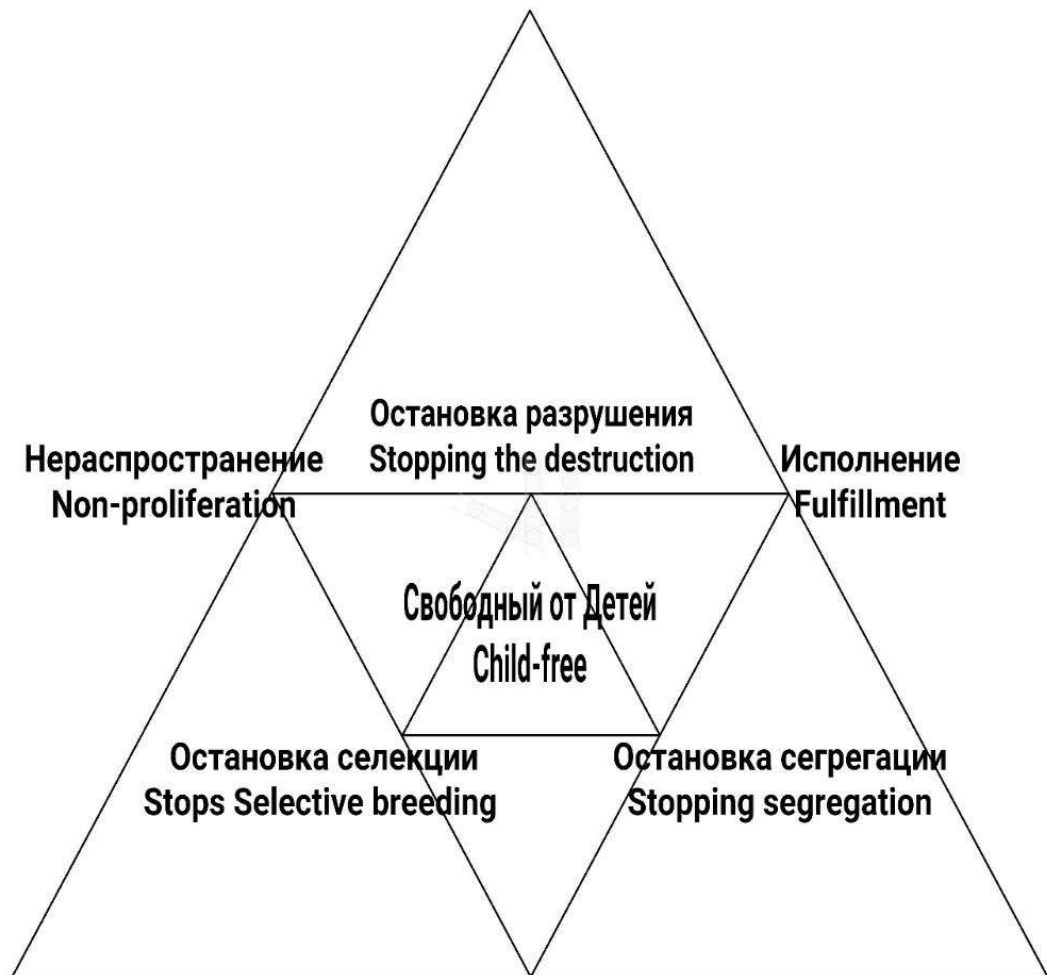 Остановка разрушения
Stopping the destruction
Нераспространение
Non-proliferation
Исполнение
Fulfillment
Свободный от Детей
Child-free
Остановка селекции
Stops Selective breeding
Остановка сегрегации
Stopping segregation